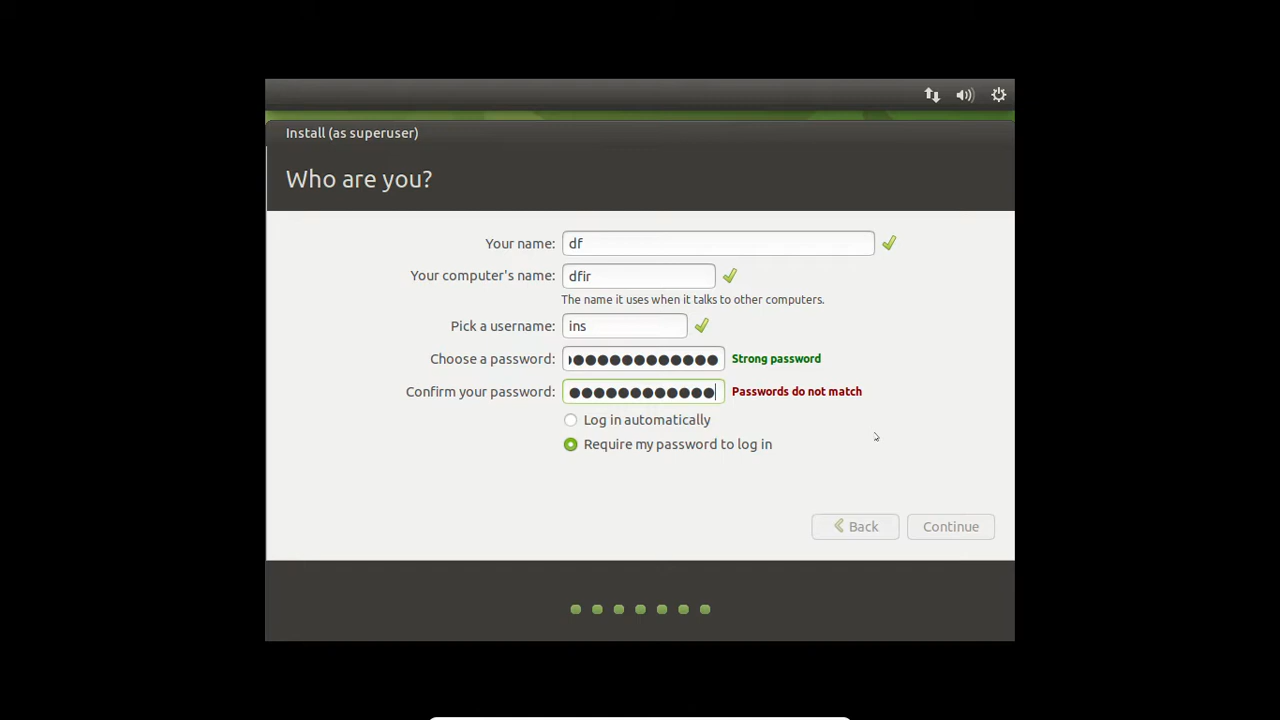 Install (as superuser)
Who are you?
Your name: df
Your computer's name: dfir
The name it uses when it talks to other computers.
Pick a username: ins
Choose a password: ●●●●●●●●●●●●● Strong password
Confirm your password: ●●●●●●●●●●●● Passwords do not match
Log in automatically
Require my password to log in
Back Continue